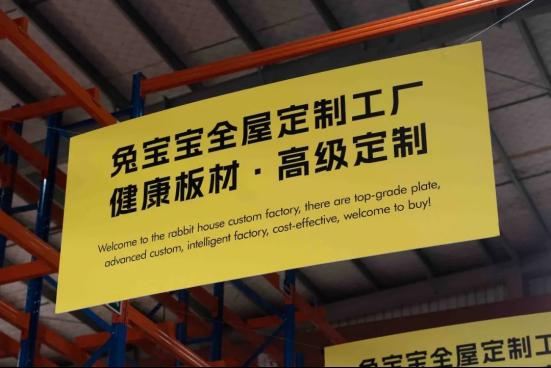 兔宝宝全屋定制工厂
健康板材·高级定制
Welcome to the rabbit house custom factory, there are top-grade plate,
advanced custom, intelligent factory, cost-effective, welcome to buy!
兔宝宝全屋定制工